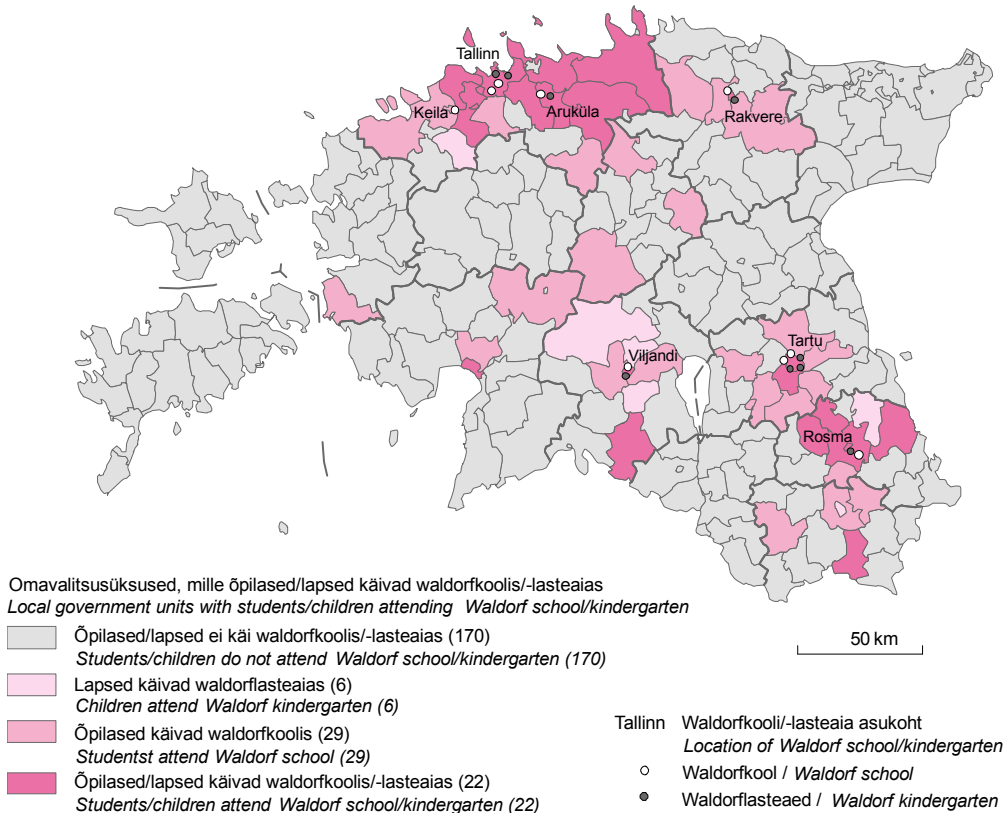 Tallinn
Keila
Aruküla
Rakvere
Viljandi
Tartu
Rosma
Omavalitsusüksused, mille õpilased/lapsed käivad waldorfkoolis/-lasteaias
Local government units with students/children attending Waldorf school/kindergarten
Õpilased/lapsed ei käi waldorfkoolis/-lasteaias (170)
Students/children do not attend Waldorf school/kindergarten (170)
Lapsed käivad waldorflasteaias (6)
Children attend Waldorf kindergarten (6)
Õpilased käivad waldorfkoolis (29)
Studentst attend Waldorf school (29)
Õpilased/lapsed käivad waldorfkoolis/-lasteaias (22)
Students/children attend Waldorf school/kindergarten (22)
50 km
Tallinn Waldorfkooli/-lasteaia asukoht
Location of Waldorf school/kindergarten
Waldorfkool / Waldorf school
Waldorflasteaed / Waldorf kindergarten